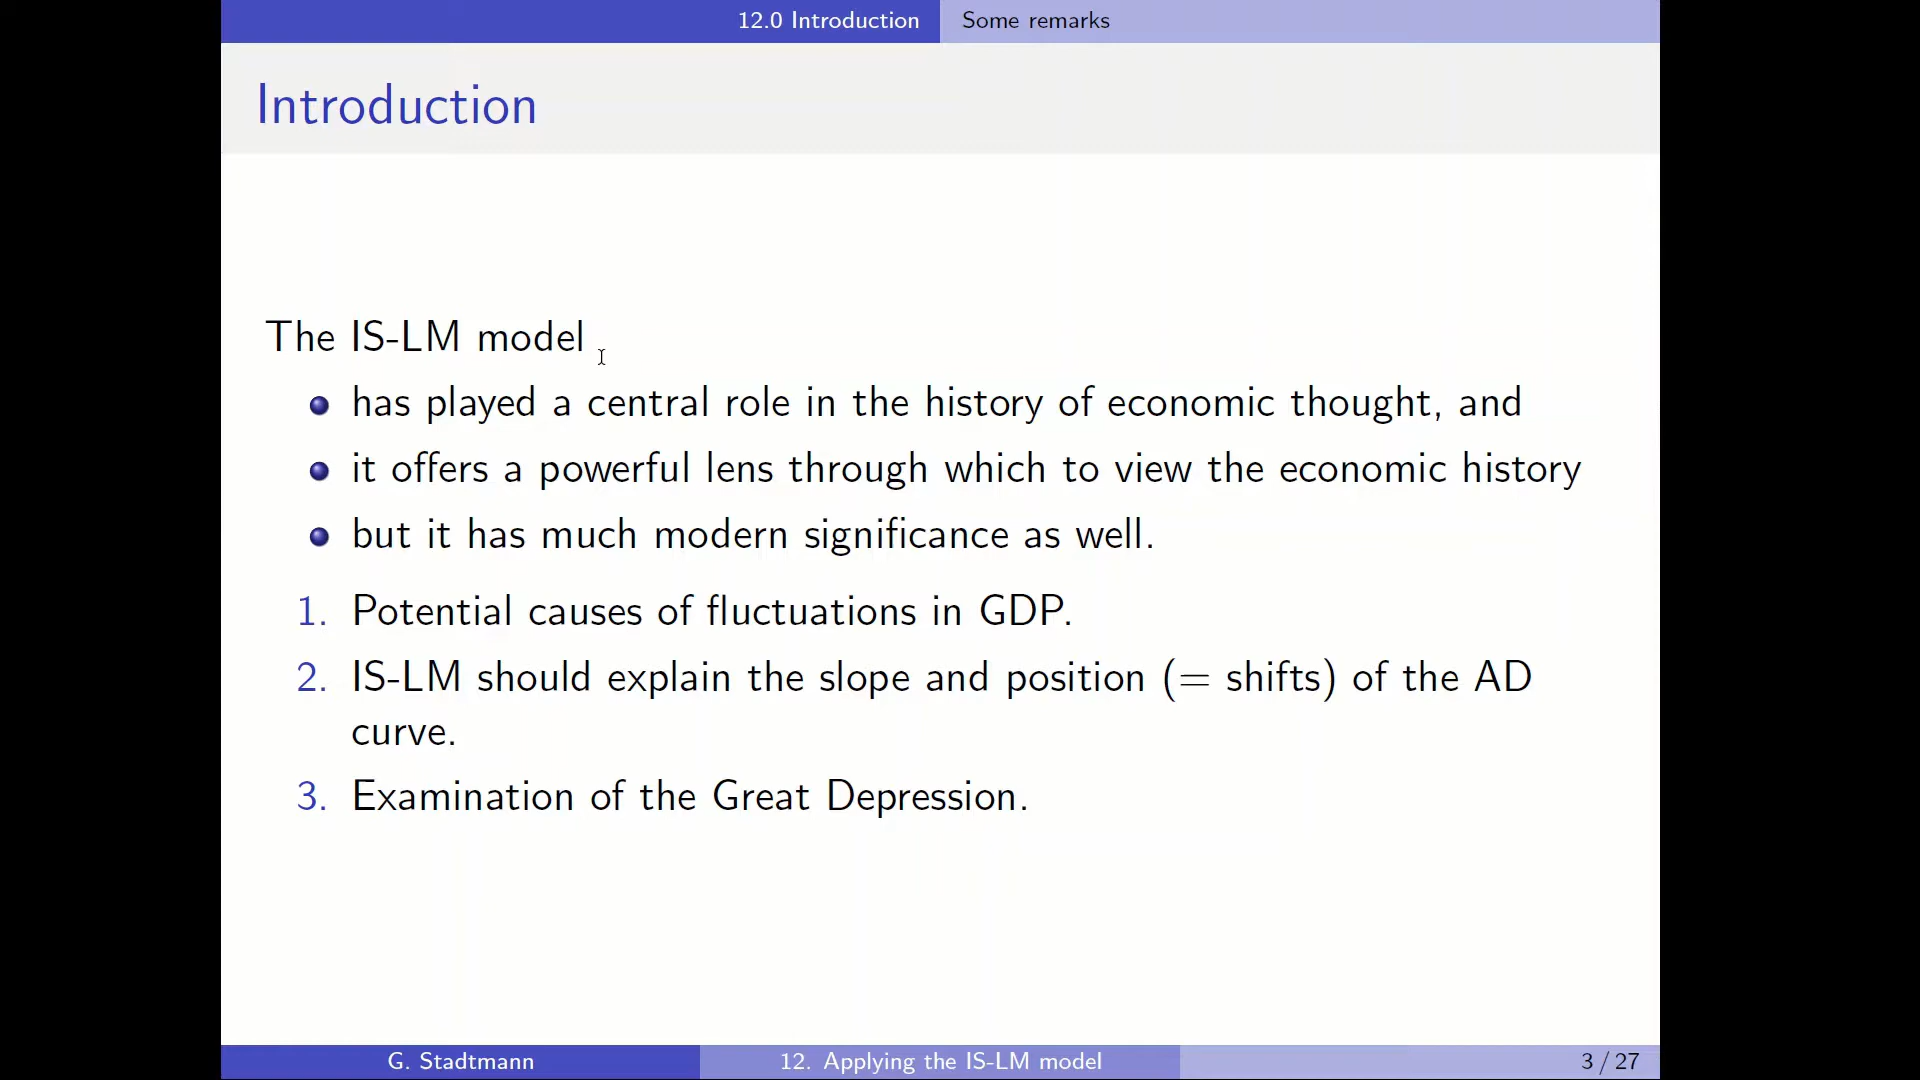 12.0 Introduction Some remarks
Introduction
The IS-LM model
has played a central role in the history of economic thought, and
it offers a powerful lens through which to view the economic history
but it has much modern significance as well.
1. Potential causes of fluctuations in GDP.
2. IS-LM should explain the slope and position (= shifts) of the AD
curve.
3. Examination of the Great Depression.
G. Stadtmann 12. Applying the IS-LM model 3 / 27